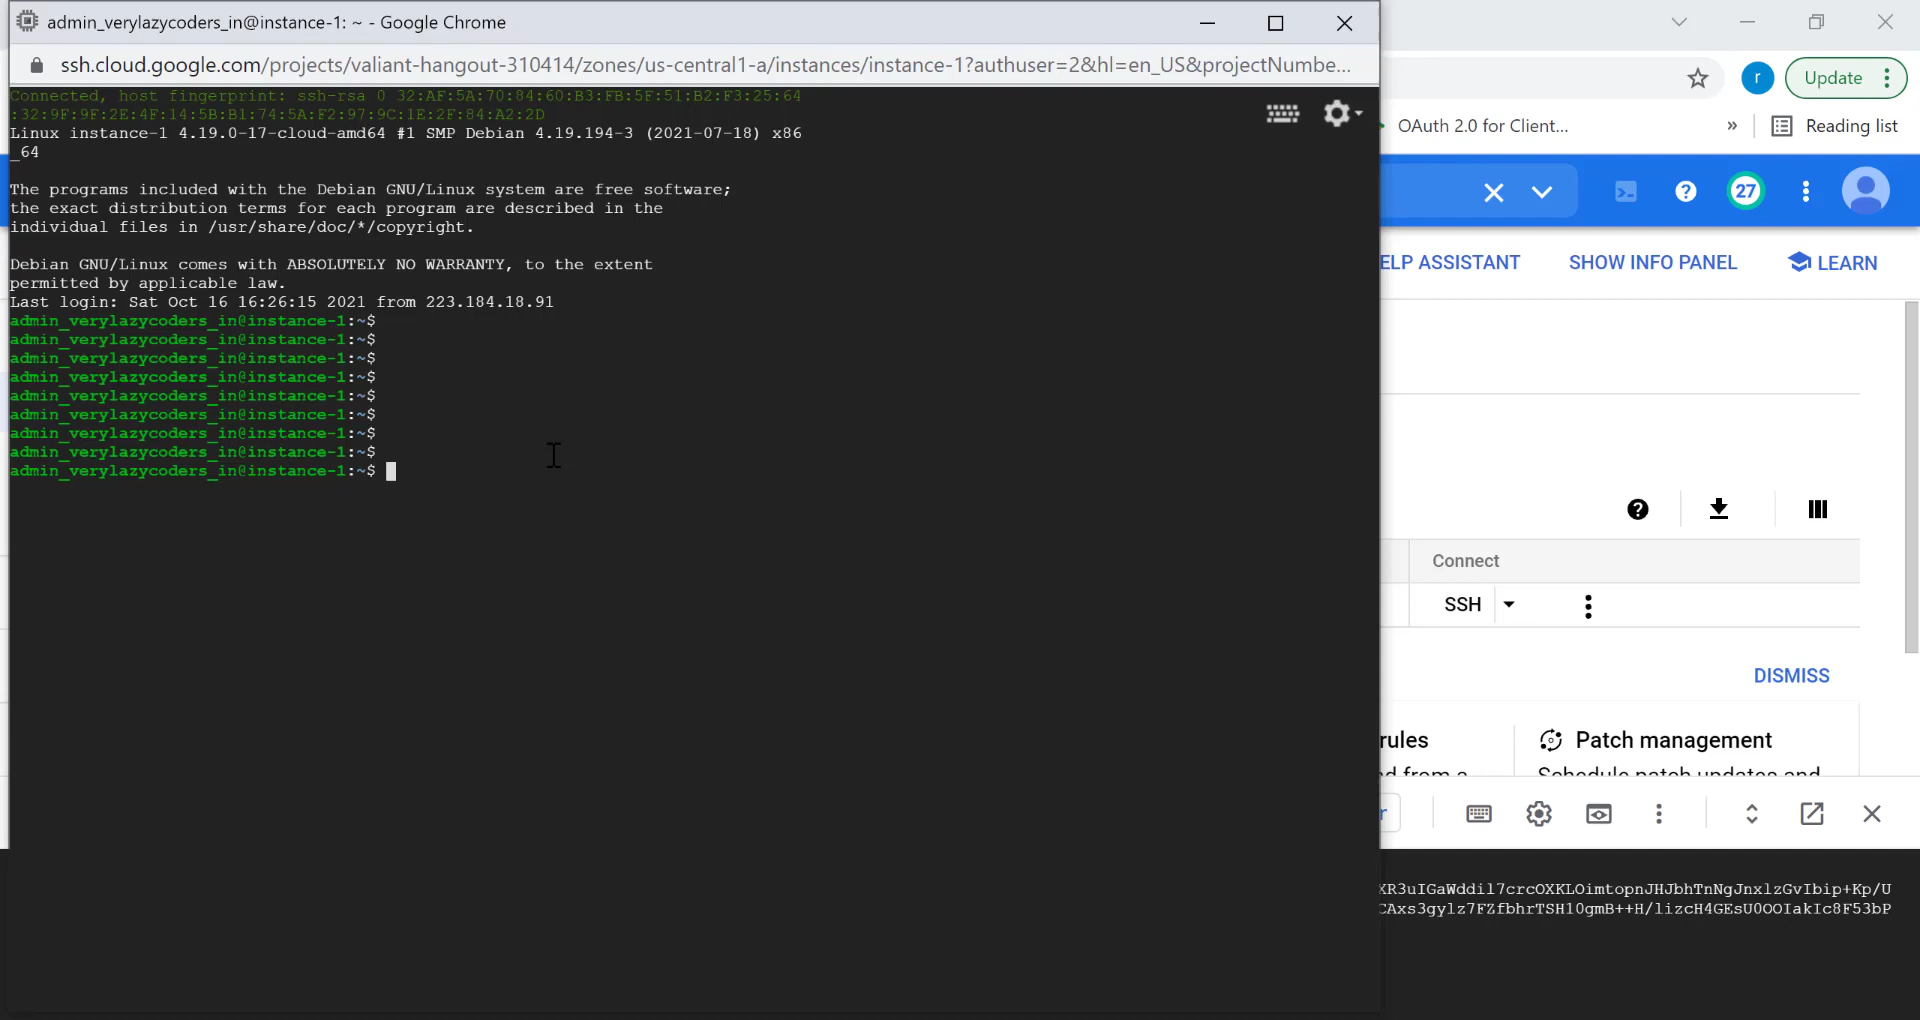 admin_verylazycoders_in@instance-1: ~ - Google Chrome
ssh.cloud.google.com/projects/valiant-hangout-310414/zones/us-central1-a/instances/instance-1?authuser=2&hl=en_US&projectNumbe...
Connected, host fingerprint: ssh-rsa 0 32:AF:5A:70:84:60:B3:FB:5F:51:B2:F3:25:64
:32:9F:9F:2E:4F:14:5B:B1:74:5A:F2:97:9C:1E:2F:84:A2:2D
Linux instance-1 4.19.0-17-cloud-amd64 #1 SMP Debian 4.19.194-3 (2021-07-18) x86
_64
The programs included with the Debian GNU/Linux system are free software;
the exact distribution terms for each program are described in the
individual files in /usr/share/doc/*/copyright.
Debian GNU/Linux comes with ABSOLUTELY NO WARRANTY, to the extent
permitted by applicable law.
Last login: Sat Oct 16 16:26:15 2021 from 223.184.18.91
admin_verylazycoders_in@instance-1:~$
admin_verylazycoders_in@instance-1:~$
admin_verylazycoders_in@instance-1:~$
admin_verylazycoders_in@instance-1:~$
admin_verylazycoders_in@instance-1:~$
admin_verylazycoders_in@instance-1:~$
admin_verylazycoders_in@instance-1:~$
admin_verylazycoders_in@instance-1:~$
admin_verylazycoders_in@instance-1:~$
r
Update
OAuth 2.0 for Client...
»
Reading list
27
ELP ASSISTANT
SHOW INFO PANEL
LEARN
Connect
SSH
DISMISS
rules
Patch management
Schedule patch updates and
r
XR3uIGaWddil7crcOXKLOimtopnJHJbhTnNgJnxlzGvIbip+Kp/U
CAxs3gylz7FZfbhrTSH10gmB++H/lizcH4GEsU0OOIakIc8F53bP